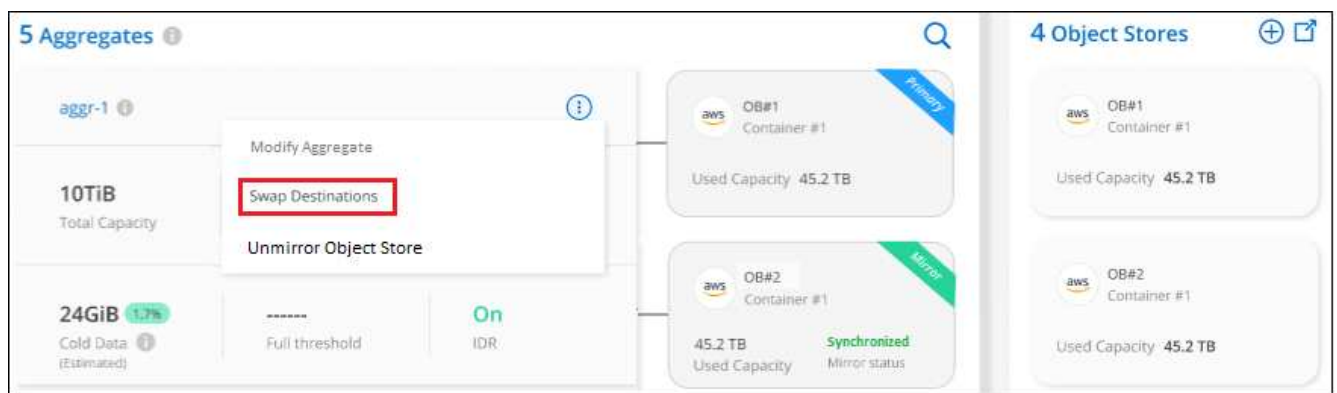 5 Aggregates
4 Object Stores
aggr-1
Modify Aggregate
Swap Destinations
Unmirror Object Store
10TiB
Total Capacity
24GiB 1.7%
Cold Data
(Estimated)
------
Full threshold
On
IDR
Primary
aws
OB#1
Container #1
Used Capacity 45.2 TB
Mirror
aws
OB#2
Container #1
45.2 TB
Used Capacity
Synchronized
Mirror status
aws
OB#1
Container #1
Used Capacity 45.2 TB
aws
OB#2
Container #1
Used Capacity 45.2 TB